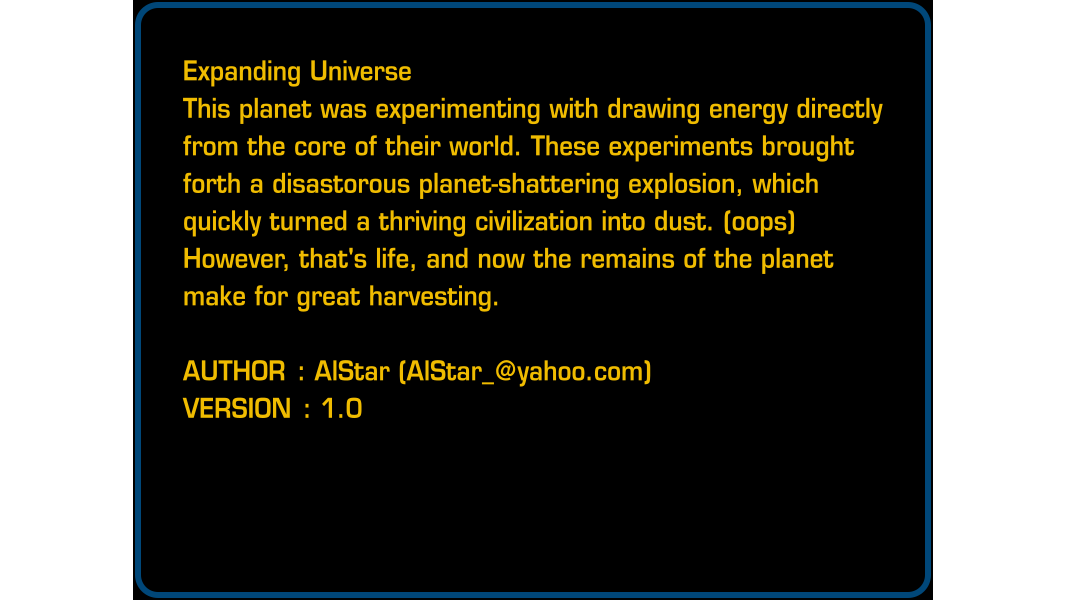 Expanding Universe
This planet was experimenting with drawing energy directly
from the core of their world. These experiments brought
forth a disastorous planet-shattering explosion, which
quickly turned a thriving civilization into dust. (oops)
However, that's life, and now the remains of the planet
make for great harvesting.
AUTHOR : AlStar (AlStar_@yahoo.com)
VERSION : 1.0